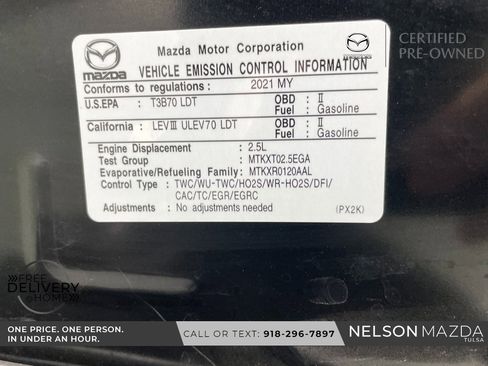 CERTIFIED
PRE-OWNED
mazda
Mazda Motor Corporation
VEHICLE EMISSION CONTROL INFORMATION
Conforms to regulations : 2021 MY
U.S.EPA : T3B70 LDT OBD : II
Fuel : Gasoline
California : LEVIII ULEV70 LDT OBD : II
Fuel : Gasoline
Engine Displacement : 2.5L
Test Group : MTKXT02.5EGA
Evaporative/Refueling Family : MTKXR0120AAL
Control Type : TWC/WU-TWC/HO2S/WR-HO2S/DFI/
CAC/TC/EGR/EGRC
Adjustments : No adjustments needed
(PX2K)
FREE
DELIVERY
@HOME
ONE PRICE. ONE PERSON.
IN UNDER AN HOUR.
CALL OR TEXT: 918-296-7897
NELSON MAZDA
TULSA